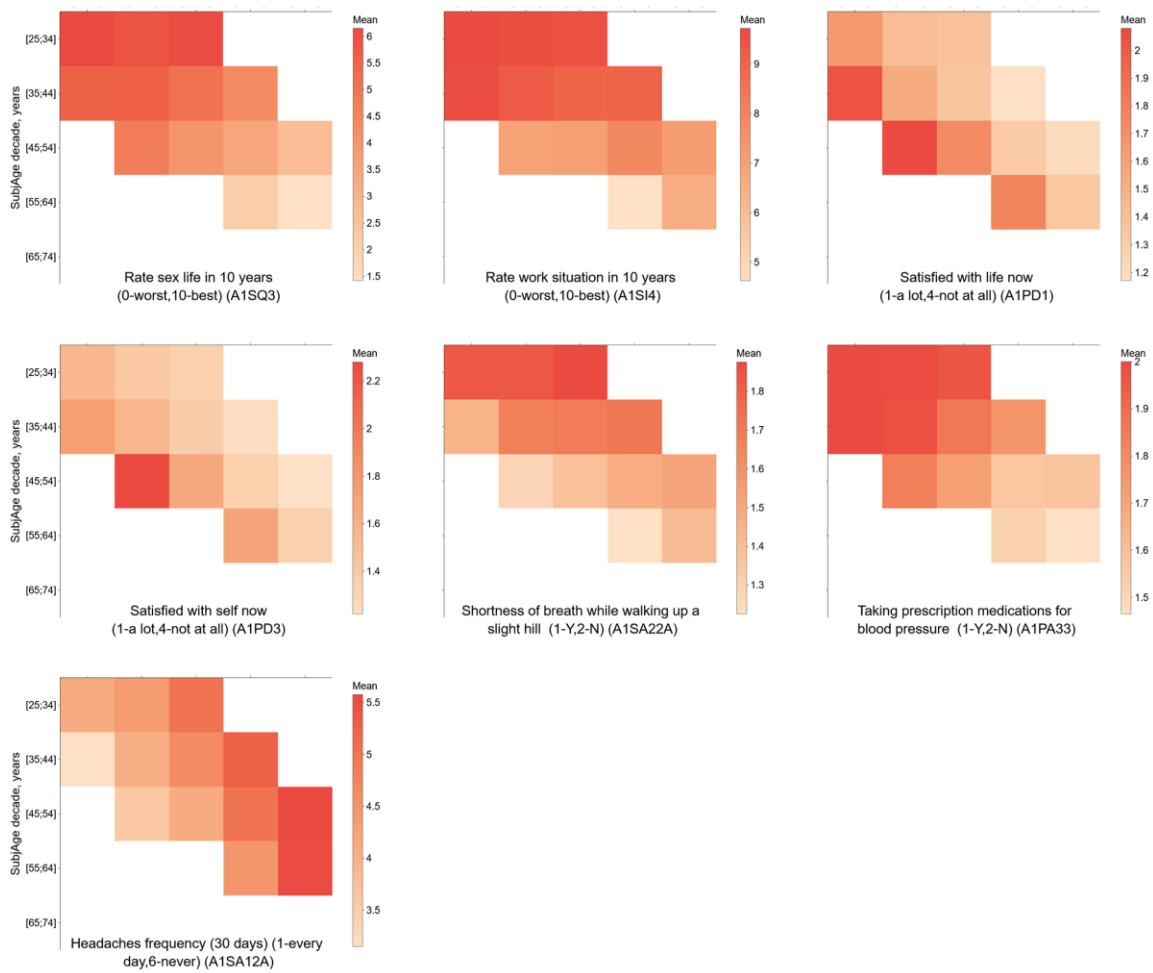 Mean
6
5.5
5
4.5
4
3.5
3
2.5
2
1.5
SubjAge decade, years
[25;34)
[35;44)
[45;54)
[55;64)
[65;74)
Rate sex life in 10 years
(0-worst,10-best) (A1SQ3)
Mean
9
8
7
6
5
Rate work situation in 10 years
(0-worst,10-best) (A1SI4)
Mean
2
1.9
1.8
1.7
1.6
1.5
1.4
1.3
1.2
Satisfied with life now
(1-a lot,4-not at all) (A1PD1)
Mean
2.2
2
1.8
1.6
1.4
SubjAge decade, years
[25;34)
[35;44)
[45;54)
[55;64)
[65;74)
Satisfied with self now
(1-a lot,4-not at all) (A1PD3)
Mean
1.8
1.7
1.6
1.5
1.4
1.3
Shortness of breath while walking up a
slight hill (1-Y,2-N) (A1SA22A)
Mean
2
1.9
1.8
1.7
1.6
1.5
Taking prescription medications for
blood pressure (1-Y,2-N) (A1PA33)
Mean
5.5
5
4.5
4
3.5
SubjAge decade, years
[25;34)
[35;44)
[45;54)
[55;64)
[65;74)
Headaches frequency (30 days) (1-every
day,6-never) (A1SA12A)